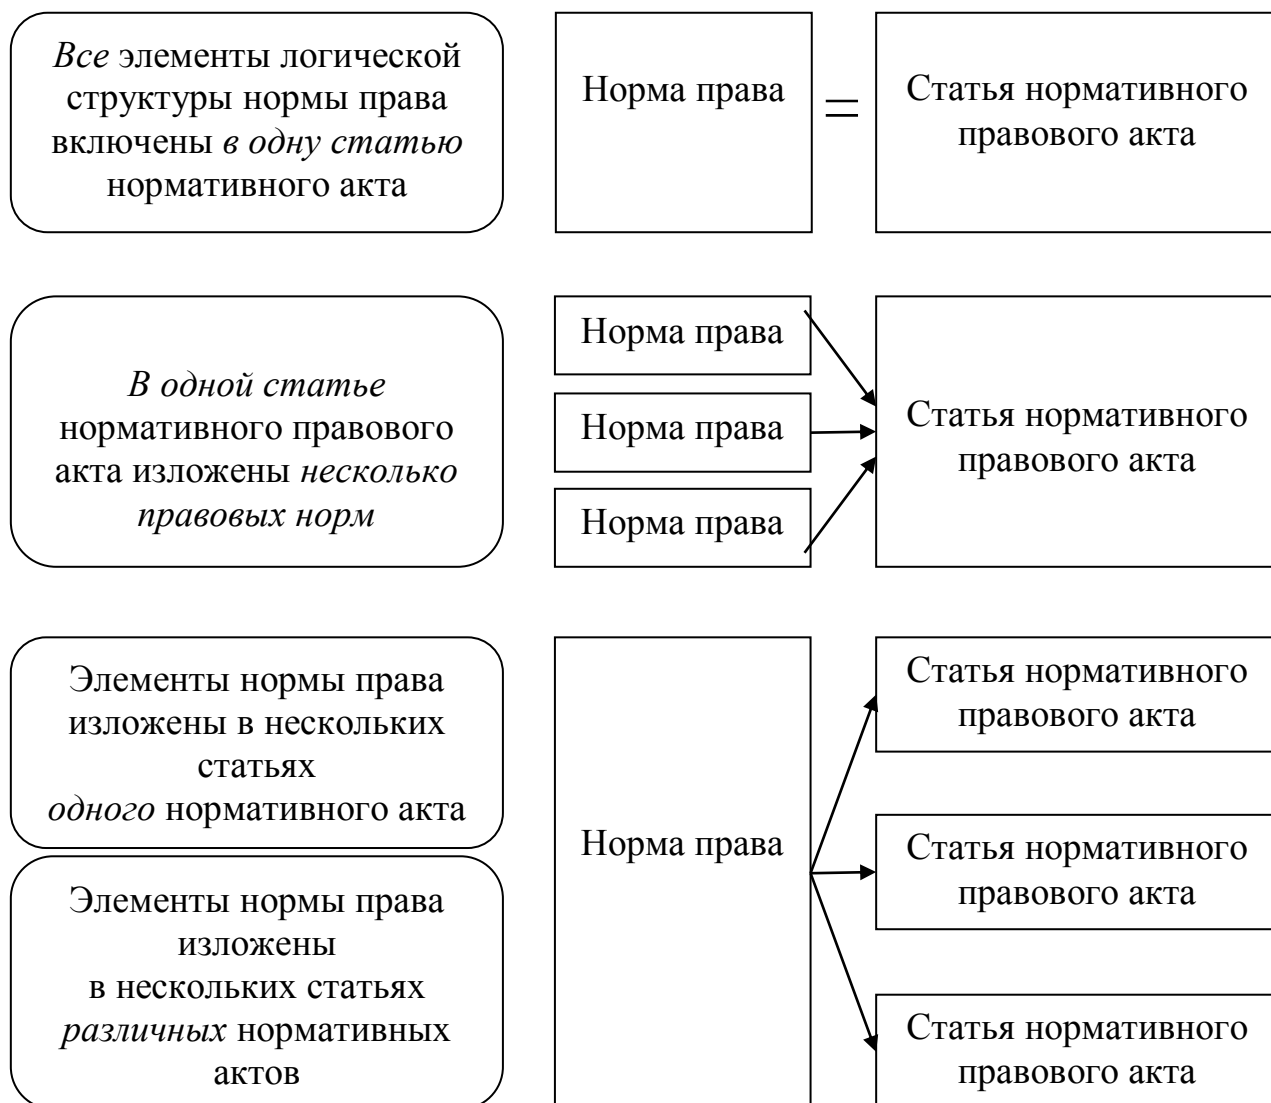 Все элементы логической
структуры нормы права
включены в одну статью
нормативного акта
Норма права
=
Статья нормативного
правового акта
В одной статье
нормативного правового
акта изложены несколько
правовых норм
Норма права
Норма права
Норма права
Статья нормативного
правового акта
Элементы нормы права
изложены в нескольких
статьях
одного нормативного акта
Элементы нормы права
изложены
в нескольких статьях
различных нормативных
актов
Норма права
Статья нормативного
правового акта
Статья нормативного
правового акта
Статья нормативного
правового акта